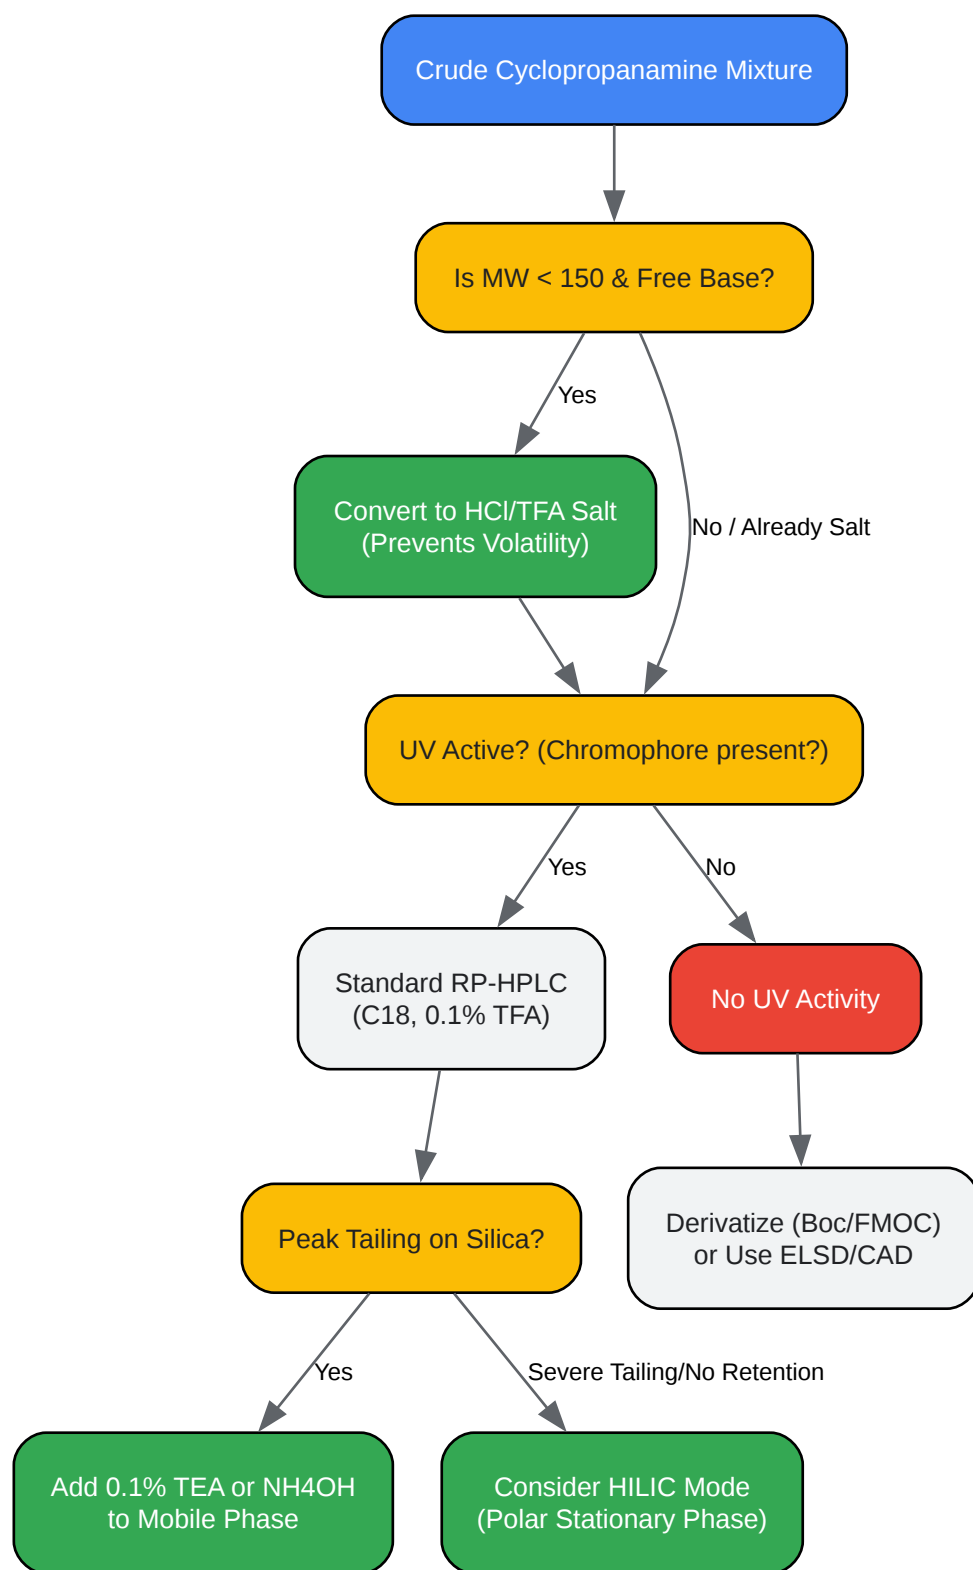 Crude Cyclopropanamine Mixture
Is MW < 150 & Free Base?
Yes
Convert to HCl/TFA Salt
(Prevents Volatility)
No / Already Salt
UV Active? (Chromophore present?)
Yes
No
Standard RP-HPLC
(C18, 0.1% TFA)
No UV Activity
Peak Tailing on Silica?
Derivatize (Boc/FMOC)
or Use ELSD/CAD
Yes
Severe Tailing/No Retention
Add 0.1% TEA or NH4OH
to Mobile Phase
Consider HILIC Mode
(Polar Stationary Phase)